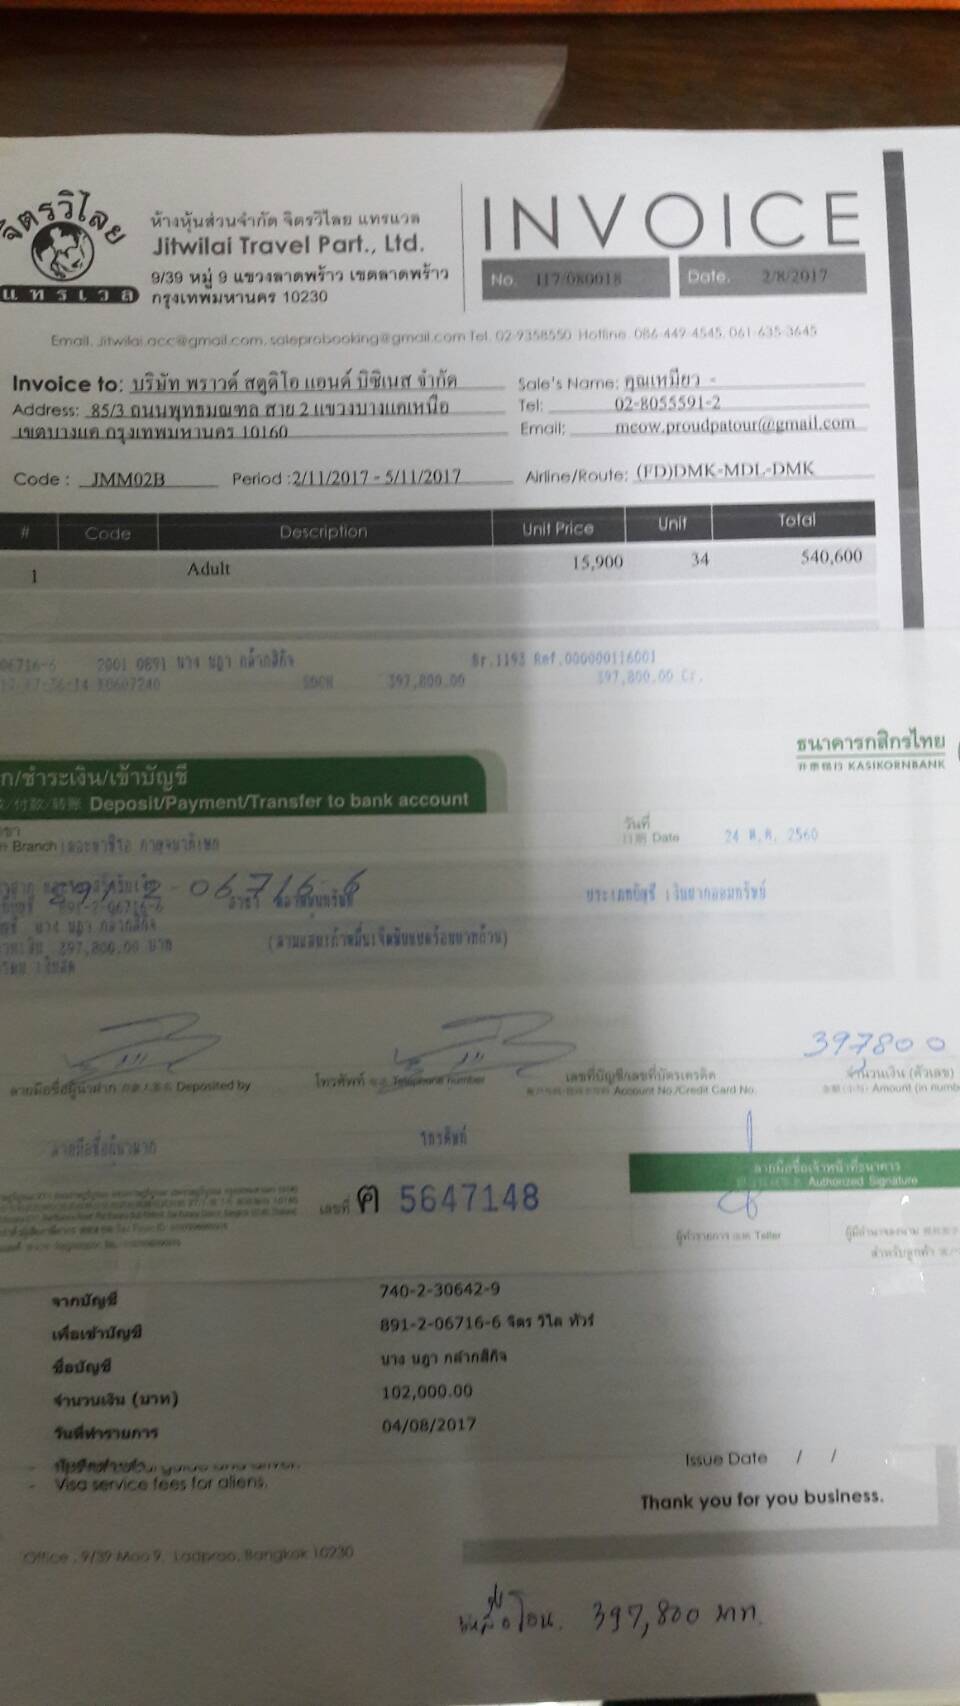 จิตรวิไลย
แทรเวล
ห้างหุ้นส่วนจำกัด จิตรวิไลย แทรแวล
Jitwilai Travel Part., Ltd.
9/39 หมู่ 9 แขวงลาดพร้าว เขตลาดพร้าว
กรุงเทพมหานคร 10230
INVOICE
No. 117/080018 Date. 2/8/2017
Email. Jitwilai.acc@gmail.com, saleprobooking@gmail.com Tel. 02-9358550 Hotline. 086-449-4545, 061-635-3645
Invoice to: บริษัท พราวด์ สตูดิโอ แอนด์ บิซิเนส จำกัด
Address: 85/3 ถนนพุทธมณฑล สาย 2 แขวงบางแคเหนือ
เขตบางแค กรุงเทพมหานคร 10160
Sale's Name: คุณเหมียว -
Tel: 02-8055591-2
Email: meow.proudpatour@gmail.com
Code : JMM02B Period :2/11/2017 - 5/11/2017 Airline/Route: (FD)DMK-MDL-DMK
# Code Description Unit Price Unit Total
1 Adult 15,900 34 540,600
06716-6 2001 0891 นาง นฎา กล้ากสิกิจ Br.1193 Ref.000000116001
K0607240 SDCH 397,800.00 397,800.00 Cr.
ธนาคารกสิกรไทย
KASIKORNBANK
ก/ชำระเงิน/เข้าบัญชี
付款/转账 Deposit/Payment/Transfer to bank account
Branch เดอะพาซิโอ กาญจนาภิเษก
วันที่
日期 Date 24 ต.ค. 2560
891-2-06716-6
ประเภทบัญชี : เงินฝากออมทรัพย์
นาง นฎา กล้ากสิกิจ
397,800.00 บาท (สามแสนเก้าหมื่นเจ็ดพันแปดร้อยบาทถ้วน)
397800
ลายมือชื่อผู้นำฝาก Deposited by
โทรศัพท์ Telephone number
เลขที่บัญชี/เลขที่บัตรเครดิต
Account No./Credit Card No.
จำนวนเงิน (ตัวเลข)
Amount (in numb
ลายมือชื่อผู้นำฝาก โทรศัพท์
ลายมือชื่อเจ้าหน้าที่ธนาคาร
Authorized Signature
เลขที่ ฅ 5647148
ผู้ทำรายการ Teller
สำหรับลูกค้า
จากบัญชี 740-2-30642-9
เพื่อเข้าบัญชี 891-2-06716-6 จิตร วิไล ทัวร์
ชื่อบัญชี นาง นฎา กล้ากสิกิจ
จำนวนเงิน (บาท) 102,000.00
วันที่ทำรายการ 04/08/2017
- Visa service fees for aliens.
Issue Date / /
Thank you for you business.
Office : 9/39 Moo 9, Ladprao, Bangkok 10230
โอน. 397,800 บาท.